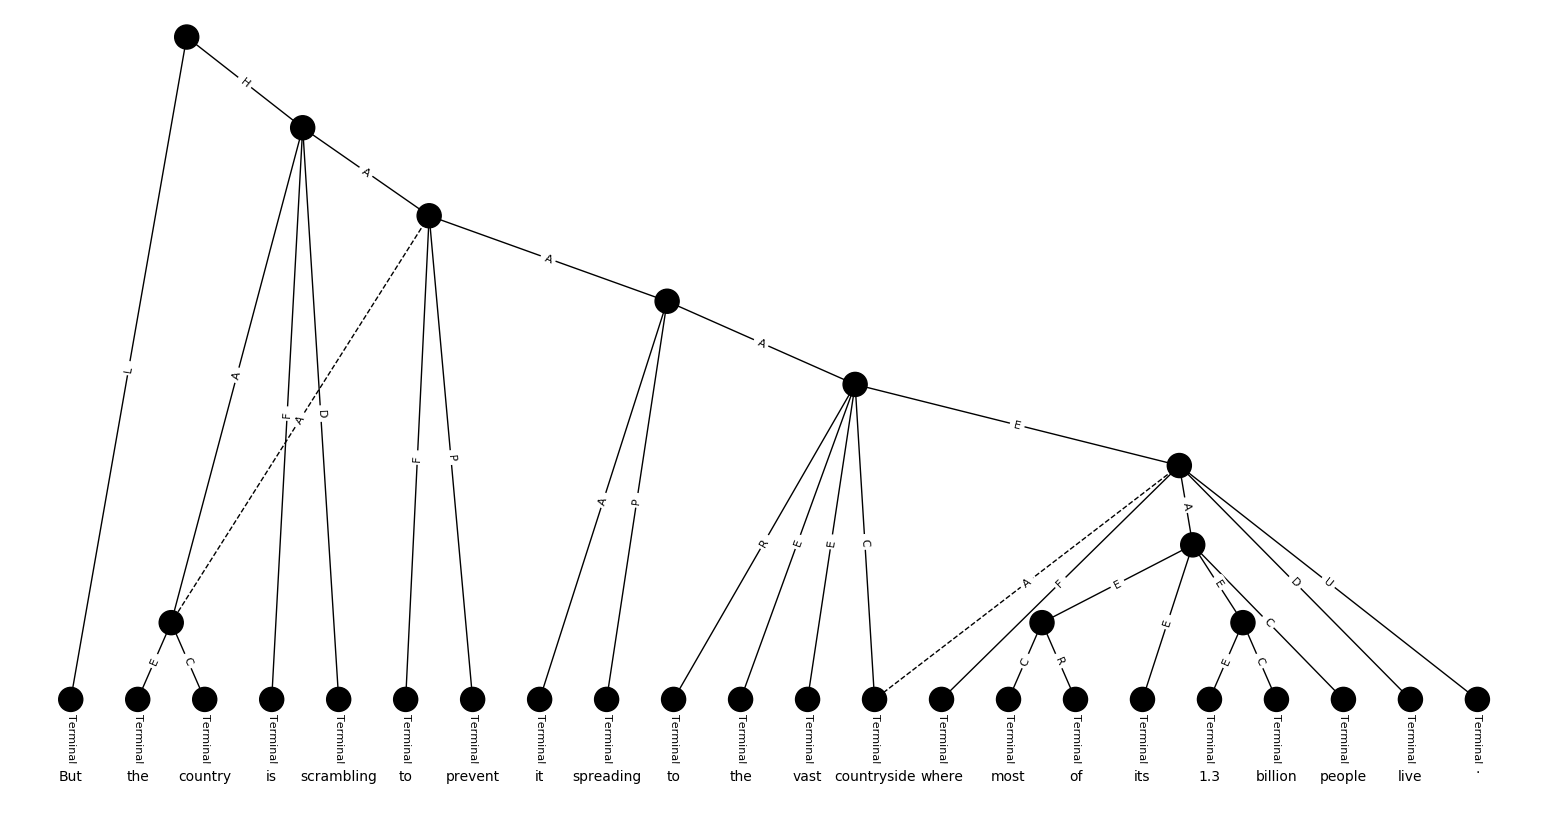 H
A
A
A
E
L
A
F
A
D
F
P
A
P
R
E
E
C
A
F
A
D
U
E
E
E
C
E
C
C
R
E
C
Terminal Terminal Terminal Terminal Terminal Terminal Terminal Terminal Terminal Terminal Terminal Terminal Terminal Terminal Terminal Terminal Terminal Terminal Terminal Terminal Terminal Terminal
But the country is scrambling to prevent it spreading to the vast countryside where most of its 1.3 billion people live .